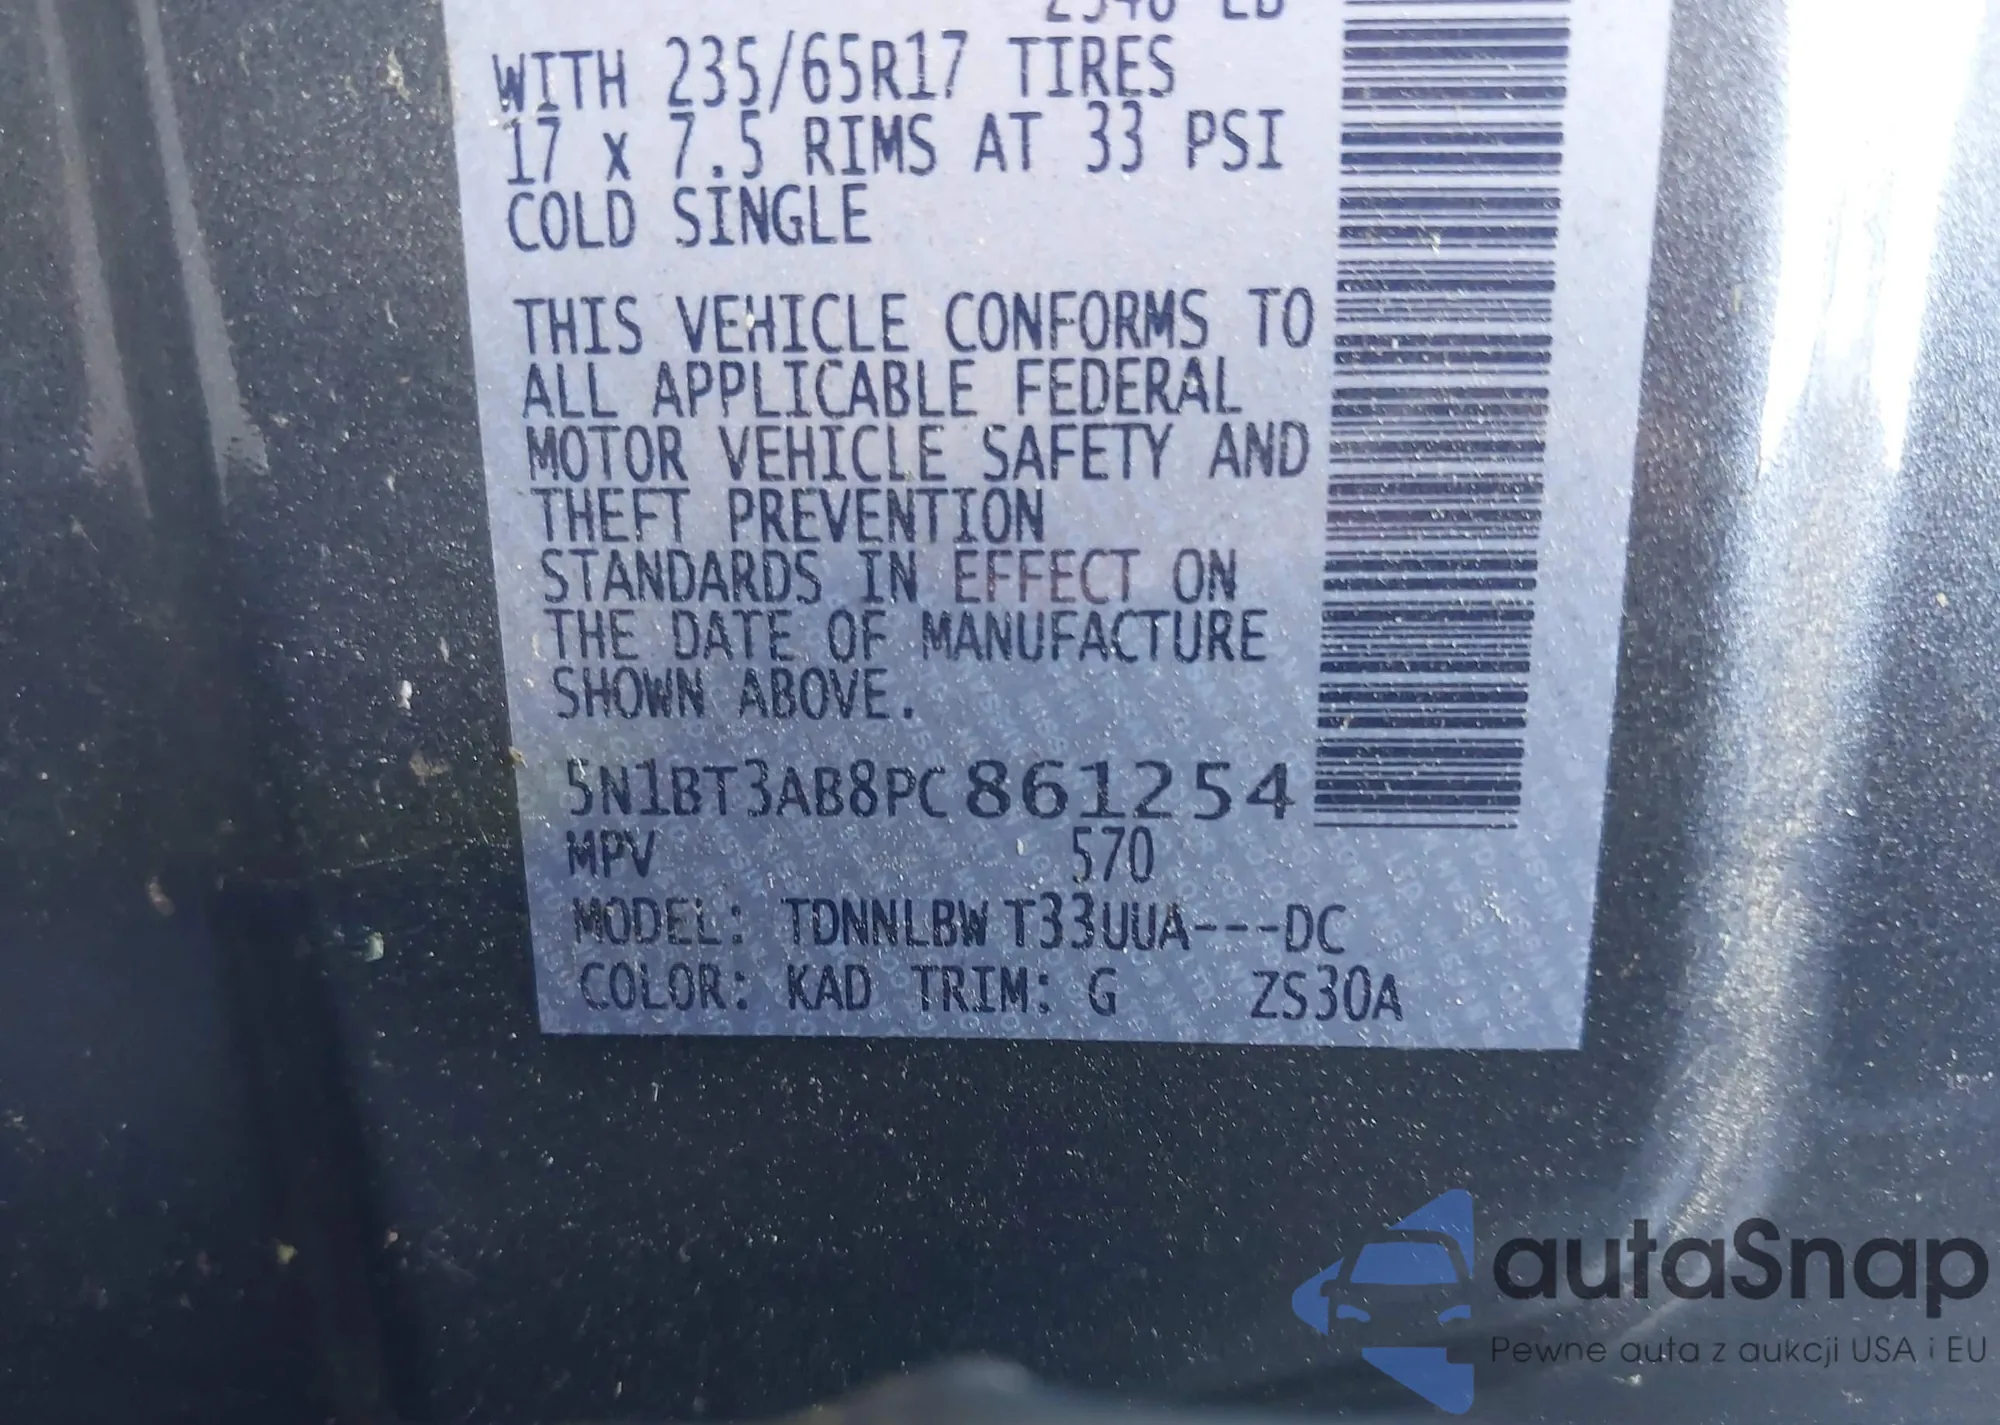 WITH 235/65R17 TIRES
17 x 7.5 RIMS AT 33 PSI
COLD SINGLE
THIS VEHICLE CONFORMS TO
ALL APPLICABLE FEDERAL
MOTOR VEHICLE SAFETY AND
THEFT PREVENTION
STANDARDS IN EFFECT ON
THE DATE OF MANUFACTURE
SHOWN ABOVE.
5N1BT3AB8PC861254
MPV 570
MODEL: TDNNLBW T33UUA---DC
COLOR: KAD TRIM: G ZS30A
autaSnap
Pewne auta z aukcji USA i EU